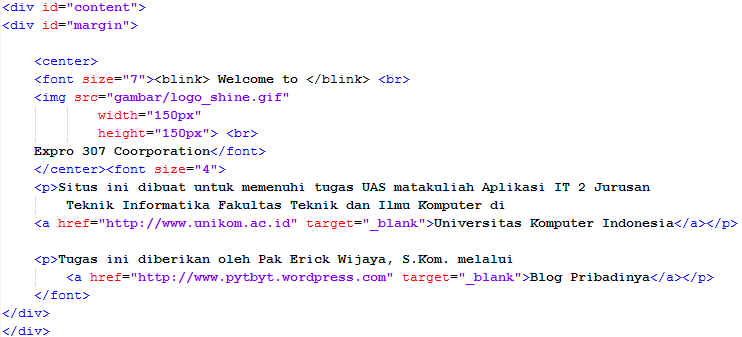 <div id="content">
<div id="margin">
<center>
<font size="7"><blink> Welcome to </blink> <br>
<img src="gambar/logo_shine.gif"
width="150px"
height="150px"> <br>
Expro 307 Coorporation</font>
</center><font size="4">
<p>Situs ini dibuat untuk memenuhi tugas UAS matakuliah Aplikasi IT 2 Jurusan
Teknik Informatika Fakultas Teknik dan Ilmu Komputer di
<a href="http://www.unikom.ac.id" target="_blank">Universitas Komputer Indonesia</a></p>
<p>Tugas ini diberikan oleh Pak Erick Wijaya, S.Kom. melalui
<a href="http://www.pytbyt.wordpress.com" target="_blank">Blog Pribadinya</a></p>
</font>
</div>
</div>